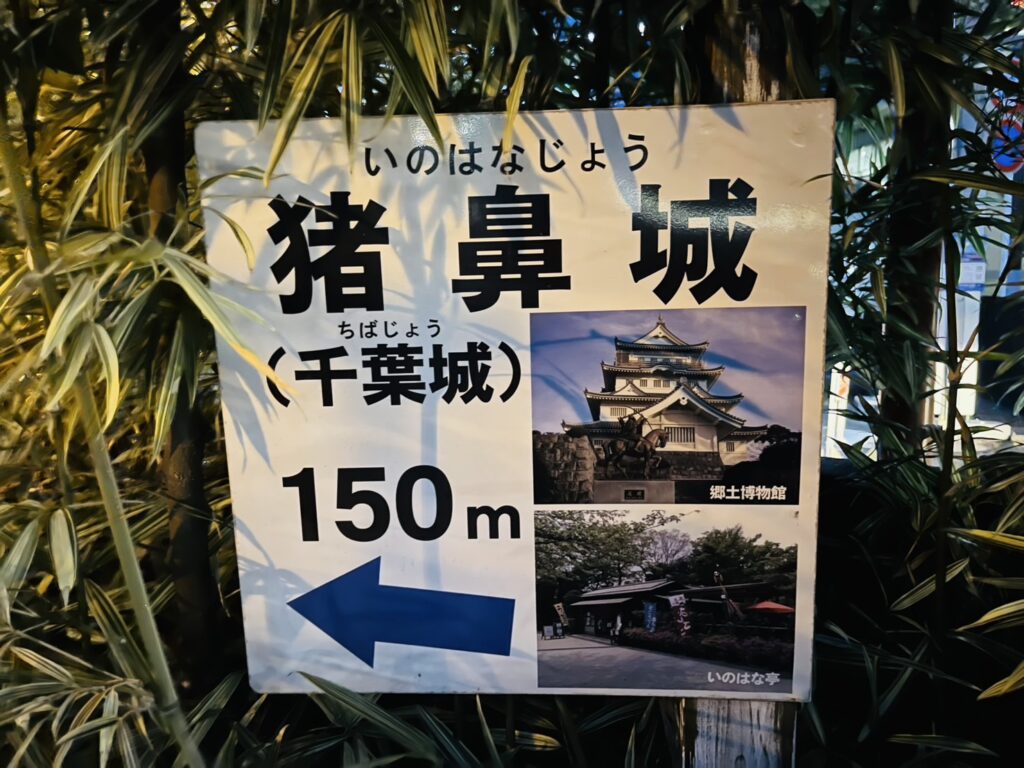 いのはなじょう
猪鼻城
ちばじょう
（千葉城）
150m
郷土博物館
いのはな亭